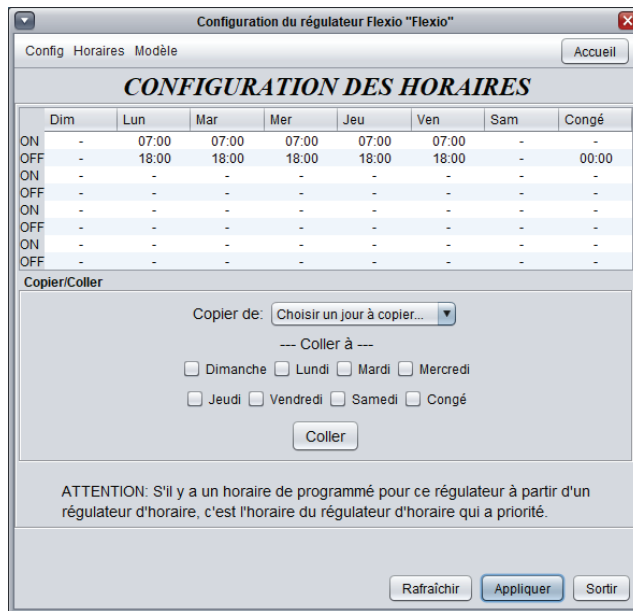 Configuration du régulateur Flexio "Flexio"
Config Horaires Modèle Accueil
CONFIGURATION DES HORAIRES
Dim Lun Mar Mer Jeu Ven Sam Congé
ON - 07:00 07:00 07:00 07:00 07:00 - -
OFF - 18:00 18:00 18:00 18:00 18:00 - 00:00
ON - - - - - - - -
OFF - - - - - - - -
ON - - - - - - - -
OFF - - - - - - - -
ON - - - - - - - -
OFF - - - - - - - -
Copier/Coller
Copier de: Choisir un jour à copier...
--- Coller à ---
Dimanche Lundi Mardi Mercredi
Jeudi Vendredi Samedi Congé
Coller
ATTENTION: S'il y a un horaire de programmé pour ce régulateur à partir d'un
régulateur d'horaire, c'est l'horaire du régulateur d'horaire qui a priorité.
Rafraîchir Appliquer Sortir